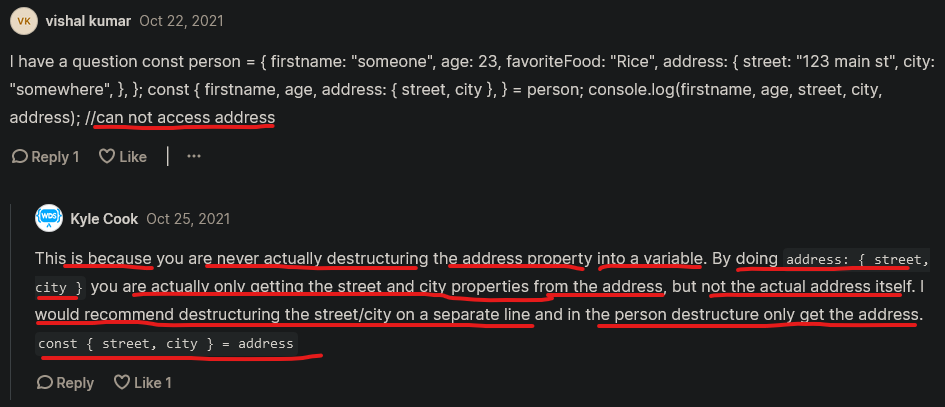 VK vishal kumar Oct 22, 2021
I have a question const person = { firstname: "someone", age: 23, favoriteFood: "Rice", address: { street: "123 main st", city:
"somewhere", }, }; const { firstname, age, address: { street, city }, } = person; console.log(firstname, age, street, city,
address); //can not access address
Reply 1 Like | ...
WDS Kyle Cook Oct 25, 2021
This is because you are never actually destructuring the address property into a variable. By doing address: { street,
city } you are actually only getting the street and city properties from the address, but not the actual address itself. I
would recommend destructuring the street/city on a separate line and in the person destructure only get the address.
const { street, city } = address
Reply Like 1